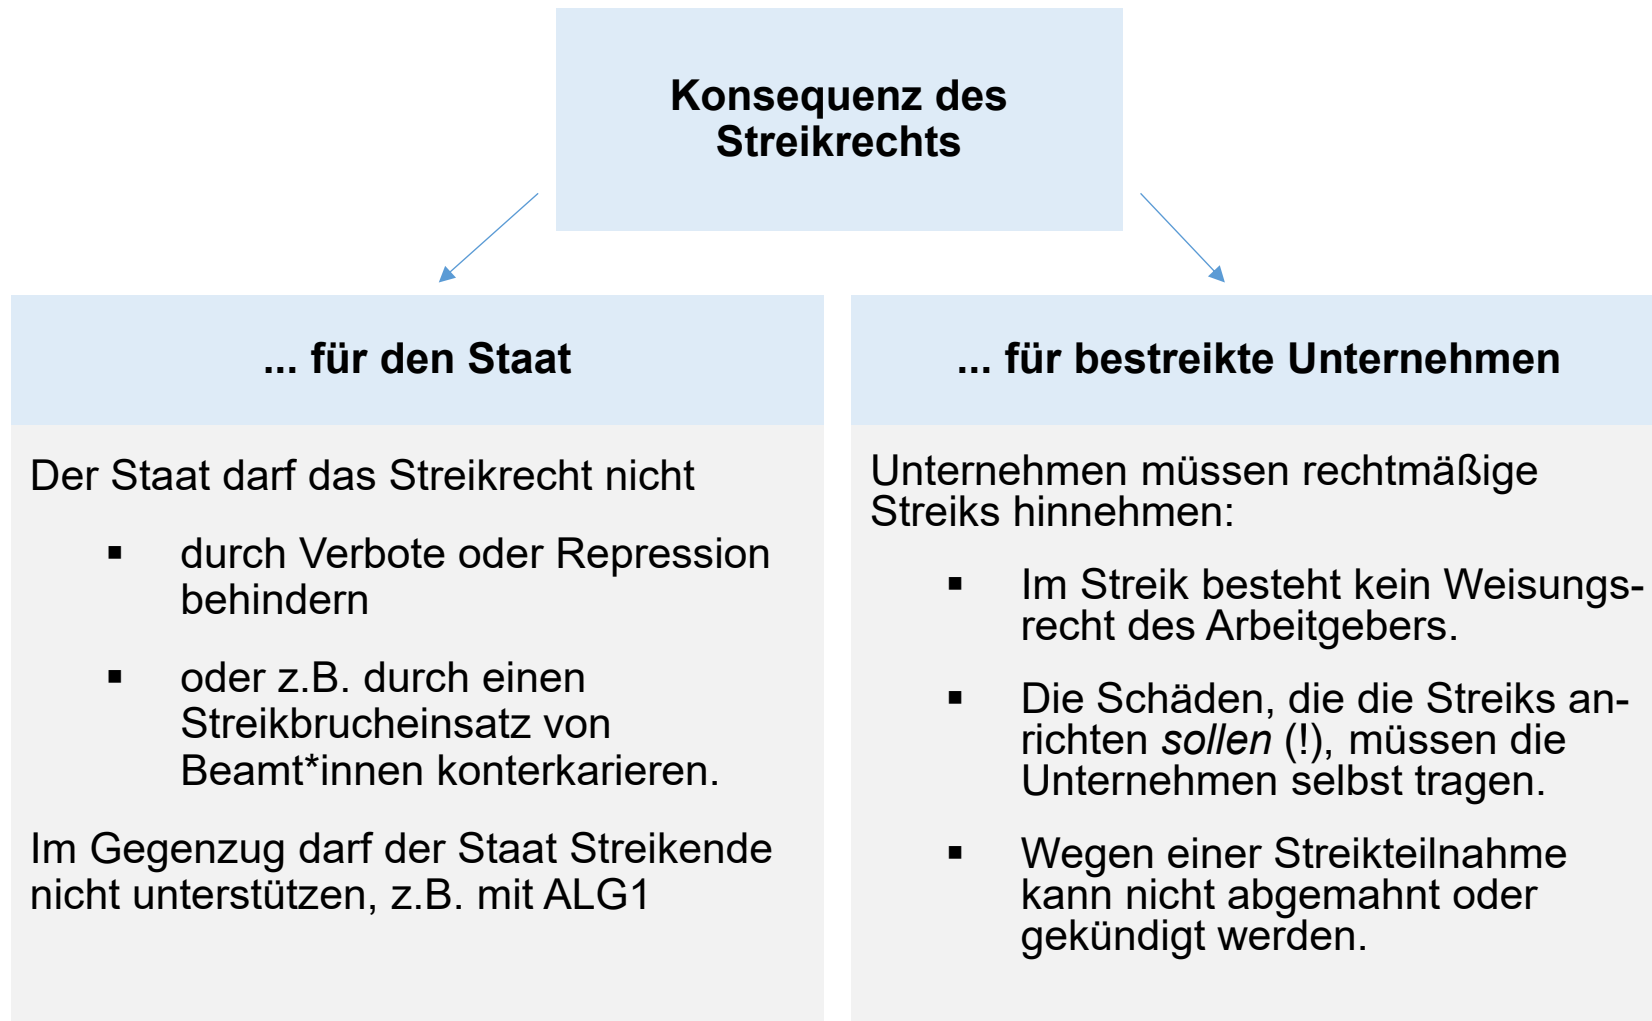 Konsequenz des
Streikrechts
... für den Staat
Der Staat darf das Streikrecht nicht
▪ durch Verbote oder Repression
behindern
▪ oder z.B. durch einen
Streikbrucheinsatz von
Beamt*innen konterkarieren.
Im Gegenzug darf der Staat Streikende
nicht unterstützen, z.B. mit ALG1
... für bestreikte Unternehmen
Unternehmen müssen rechtmäßige
Streiks hinnehmen:
▪ Im Streik besteht kein Weisungs-
recht des Arbeitgebers.
▪ Die Schäden, die die Streiks an-
richten sollen (!), müssen die
Unternehmen selbst tragen.
▪ Wegen einer Streikteilnahme
kann nicht abgemahnt oder
gekündigt werden.